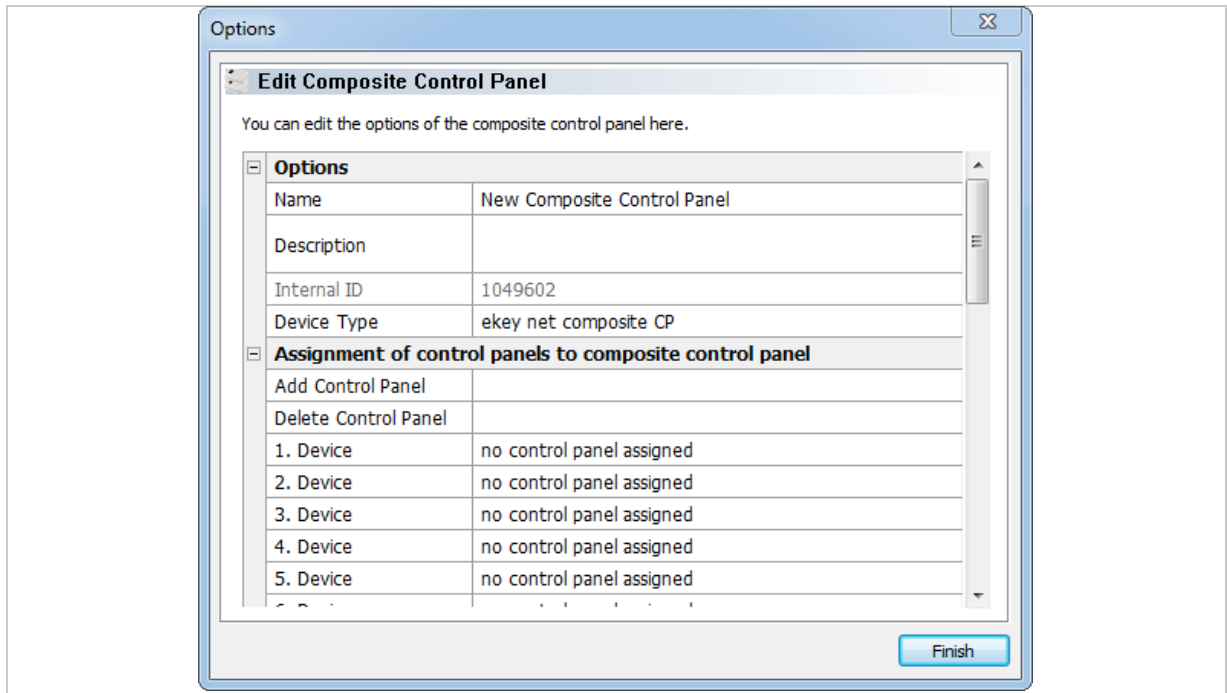 Options
Edit Composite Control Panel
You can edit the options of the composite control panel here.
Options
Name New Composite Control Panel
Description
Internal ID 1049602
Device Type ekey net composite CP
Assignment of control panels to composite control panel
Add Control Panel
Delete Control Panel
1. Device no control panel assigned
2. Device no control panel assigned
3. Device no control panel assigned
4. Device no control panel assigned
5. Device no control panel assigned
Finish